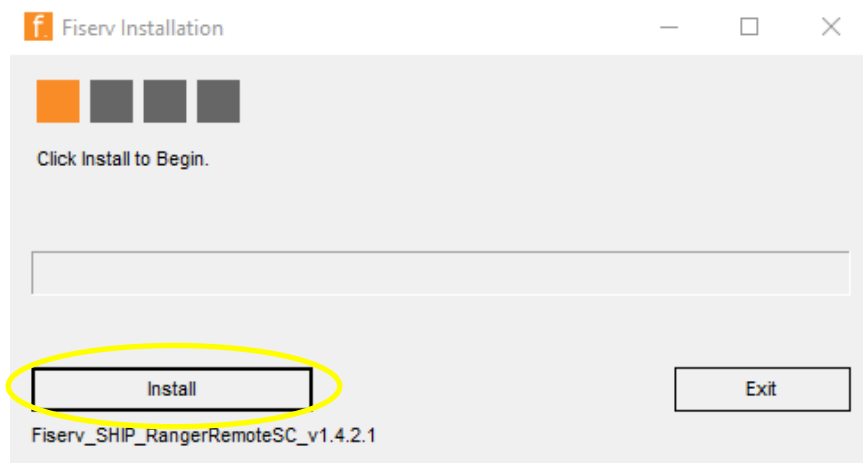 f.
Fiserv Installation
Click Install to Begin.
Install
Exit
Fiserv_SHIP_RangerRemoteSC_v1.4.2.1